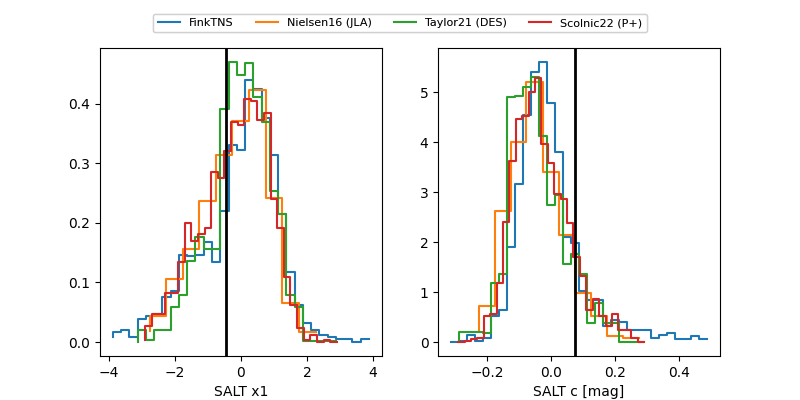 FinkTNS Nielsen16 (JLA) Taylor21 (DES) Scolnic22 (P+)
0.4
0.3
0.2
0.1
0.0
−4 −2 0 2 4
SALT x1
5
4
3
2
1
0
−0.2 0.0 0.2 0.4
SALT c [mag]